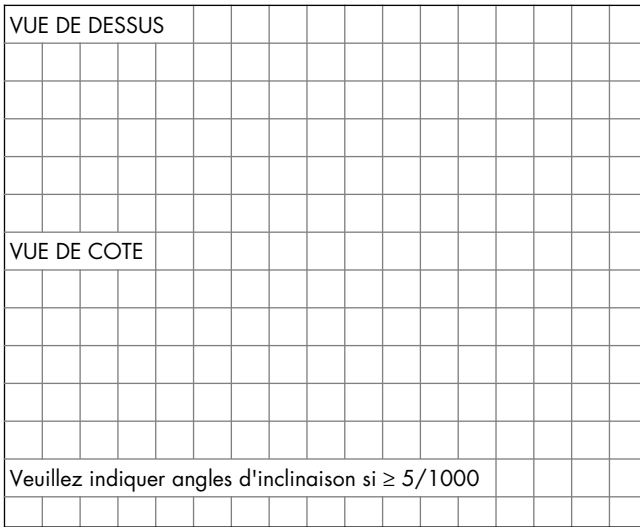 VUE DE DESSUS
VUE DE COTE
Veuillez indiquer angles d'inclinaison si ≥ 5/1000